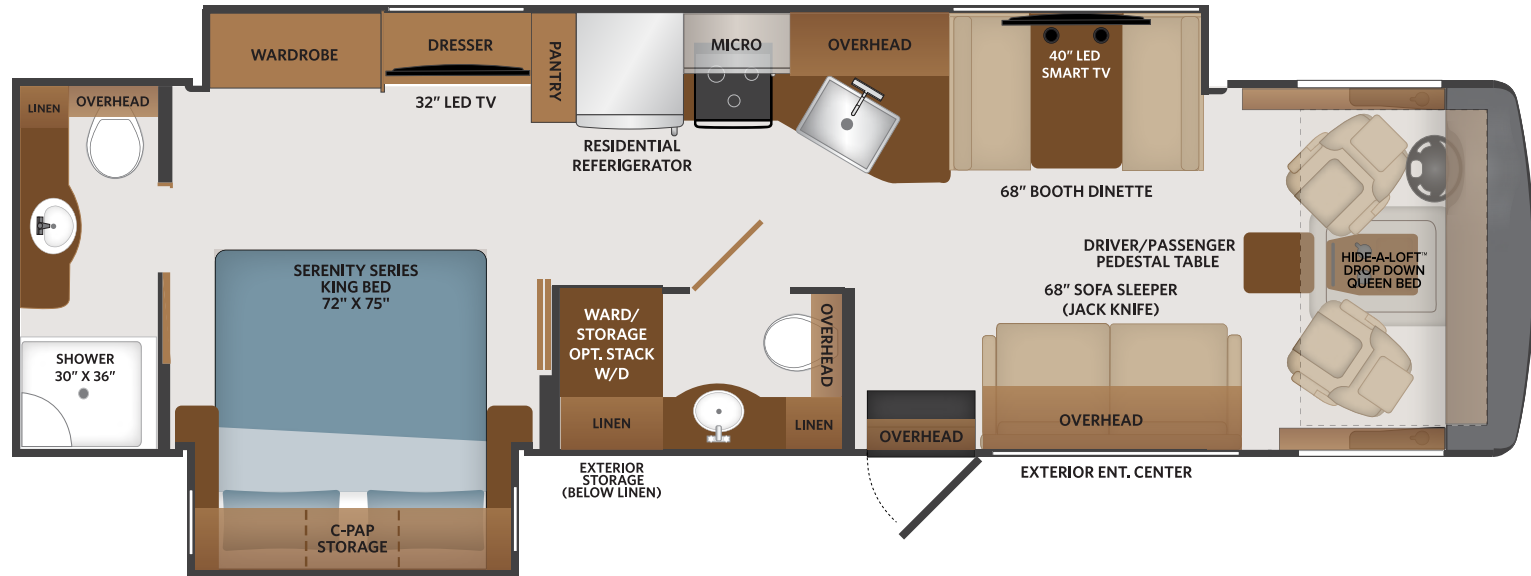 WARDROBE
DRESSER
32" LED TV
PANTRY
MICRO
OVERHEAD
40" LED
SMART TV
LINEN
OVERHEAD
RESIDENTIAL
REFERIGERATOR
68" BOOTH DINETTE
DRIVER/PASSENGER
PEDESTAL TABLE
HIDE-A-LOFT™
DROP DOWN
QUEEN BED
68" SOFA SLEEPER
(JACK KNIFE)
SERENITY SERIES
KING BED
72" X 75"
WARD/
STORAGE
OPT. STACK
W/D
OVERHEAD
SHOWER
30" X 36"
LINEN
LINEN
OVERHEAD
OVERHEAD
EXTERIOR
STORAGE
(BELOW LINEN)
EXTERIOR ENT. CENTER
C-PAP
STORAGE